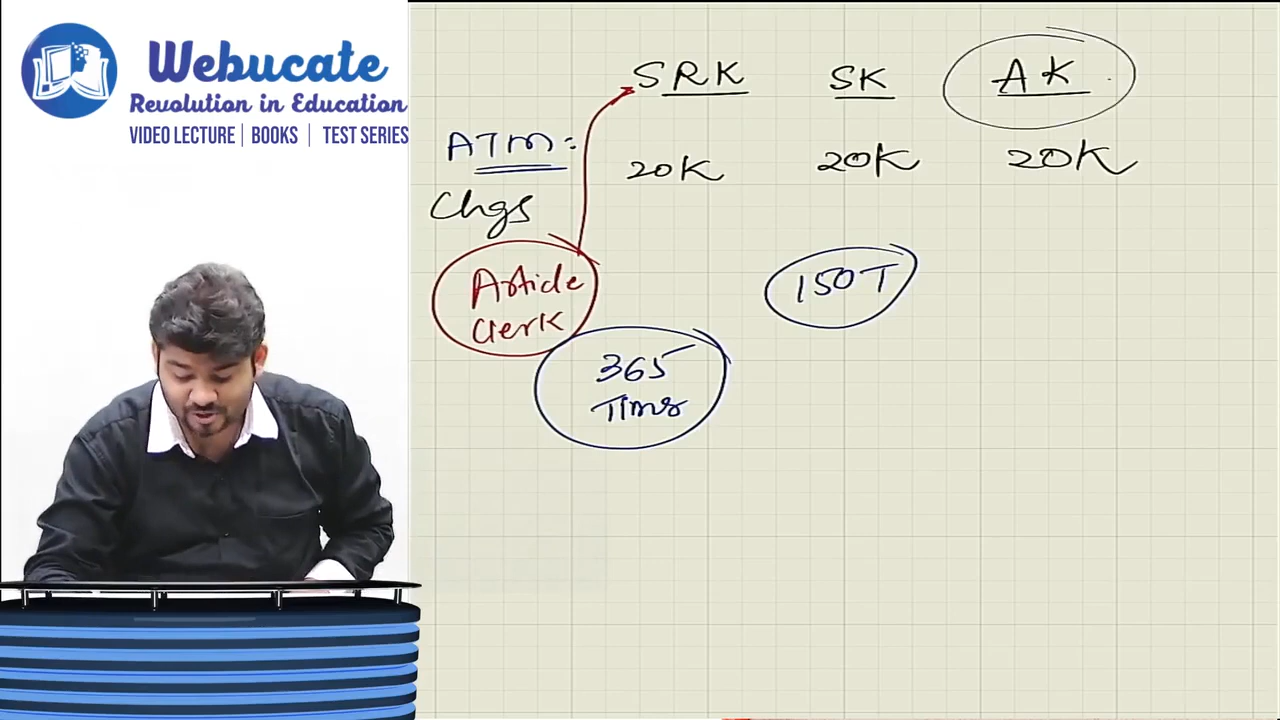 Webucate
Revolution in Education
VIDEO LECTURE | BOOKS | TEST SERIES
SRK SK AK
ATM:
20K 20K 20K
Chgs
Article
Clerk
150T
365
Times